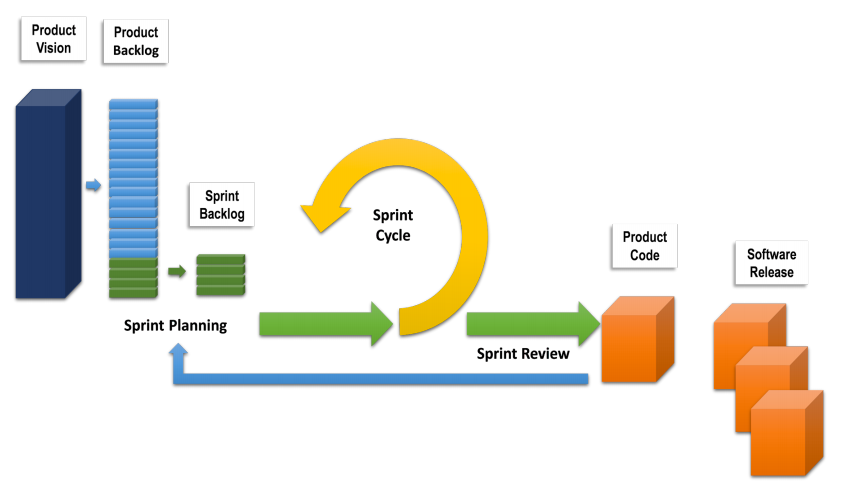 Product
Vision
Product
Backlog
Sprint
Backlog
Sprint
Cycle
Product
Code
Software
Release
Sprint Planning
Sprint Review